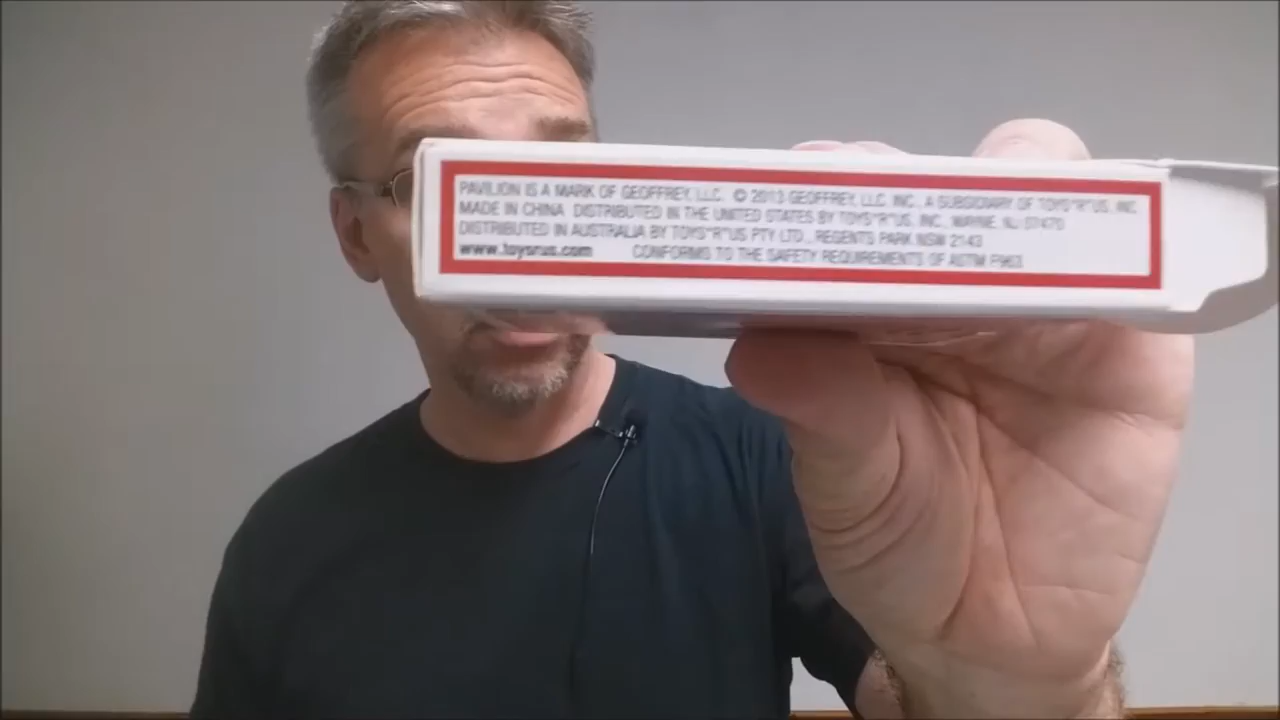 PAVILION IS A MARK OF GEOFFREY, LLC. © 2013 GEOFFREY, LLC. INC., A SUBSIDIARY OF TOYS"R"US, INC.
MADE IN CHINA DISTRIBUTED IN THE UNITED STATES BY TOYS"R"US, INC., WAYNE, NJ 07470
DISTRIBUTED IN AUSTRALIA BY TOYS"R"US PTY LTD., REGENTS PARK NSW 2143
www.toysrus.com CONFORMS TO THE SAFETY REQUIREMENTS OF ASTM F963